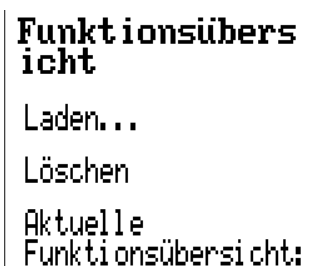 Funktionsübers
icht
Laden...
Löschen
Aktuelle
Funktionsübersicht: